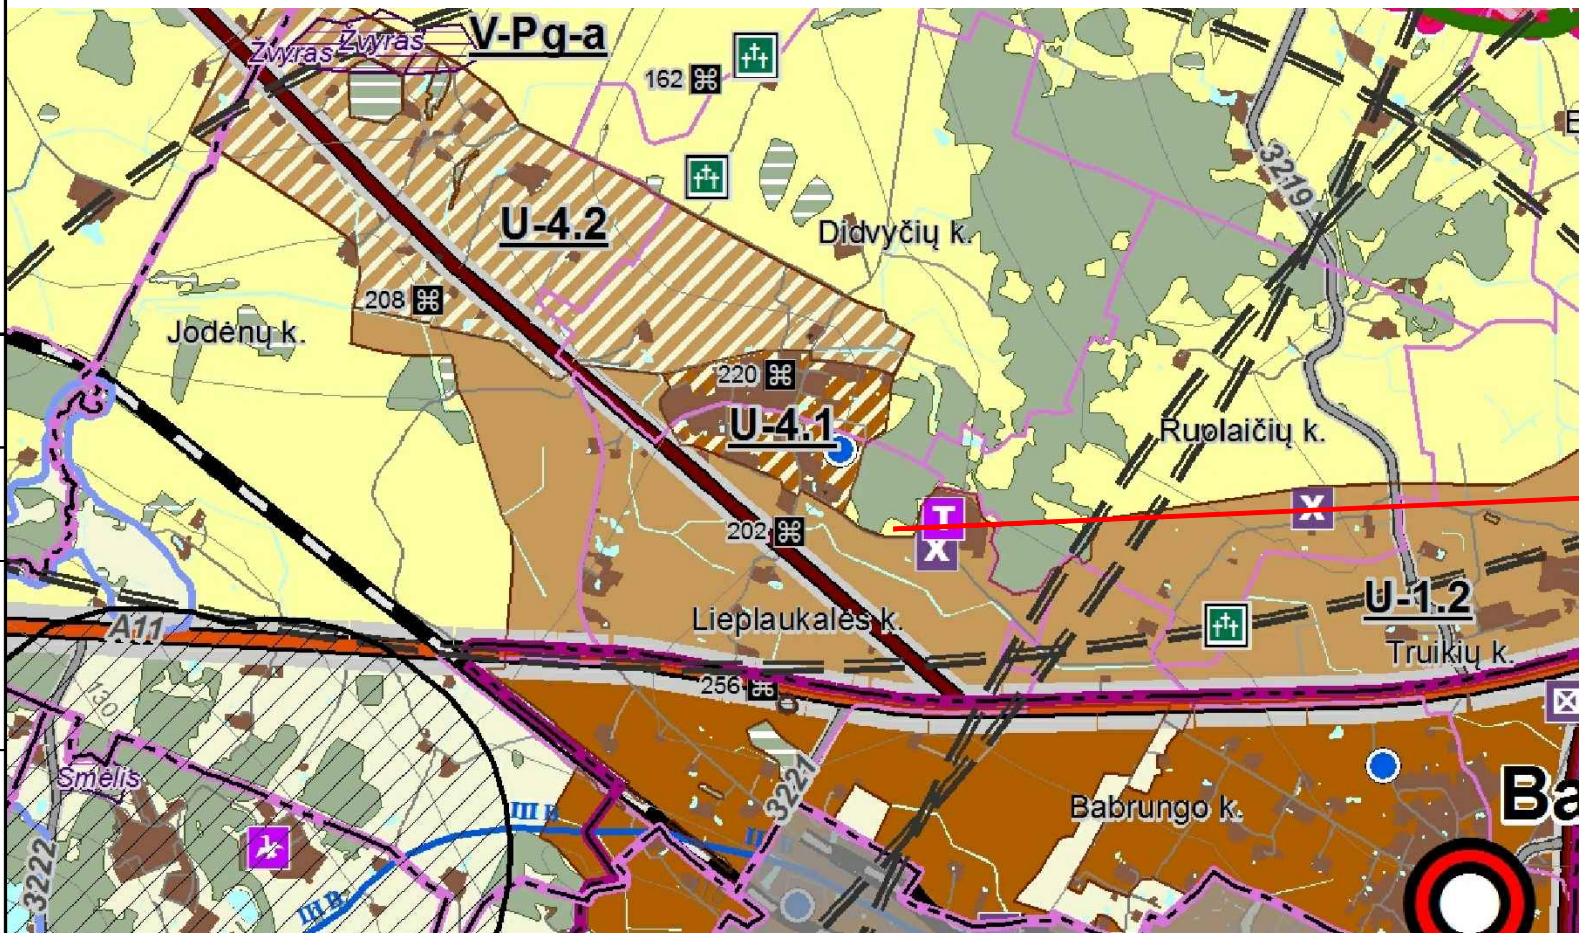 V-Pg-a
Žvyras
Žvyras
162
3219
U-4.2
Didvyčių k.
208
Jodėnų k.
220
U-4.1
Ruolaičių k.
T
X
X
202
U-1.2
Lieplaukalės k.
A11
Truikių k.
256
130
Smėlis
3221
III B
Babrungo k.
Ba
3222
III B